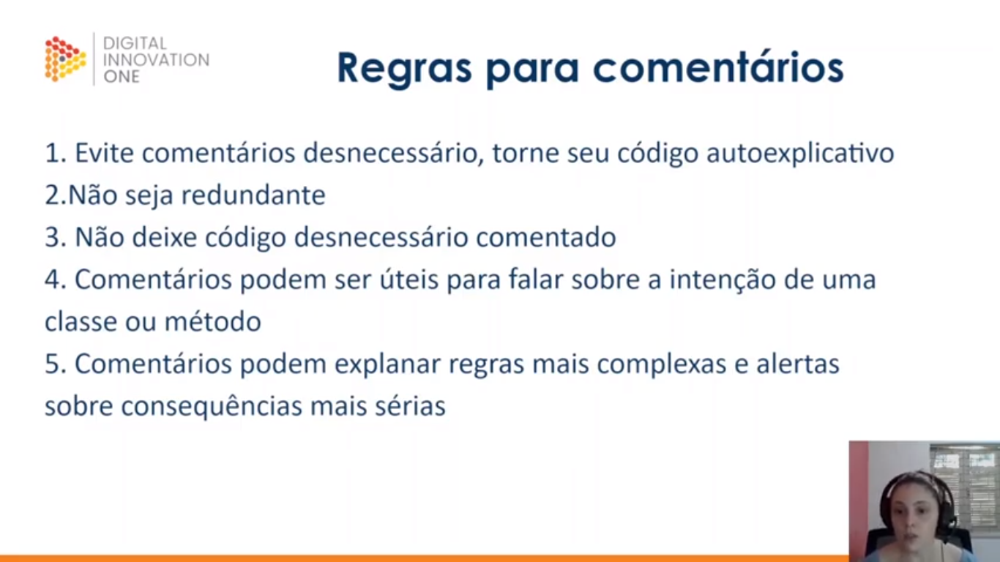 DIGITAL
INNOVATION
ONE
Regras para comentários
1. Evite comentários desnecessário, torne seu código autoexplicativo
2.Não seja redundante
3. Não deixe código desnecessário comentado
4. Comentários podem ser úteis para falar sobre a intenção de uma
classe ou método
5. Comentários podem explanar regras mais complexas e alertas
sobre consequências mais sérias